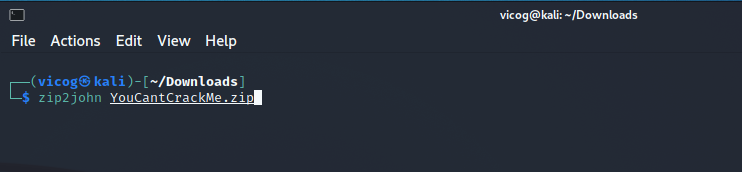 vicog@kali: ~/Downloads
File Actions Edit View Help
┌──(vicog㉿kali)-[~/Downloads]
└─$ zip2john YouCantCrackMe.zip